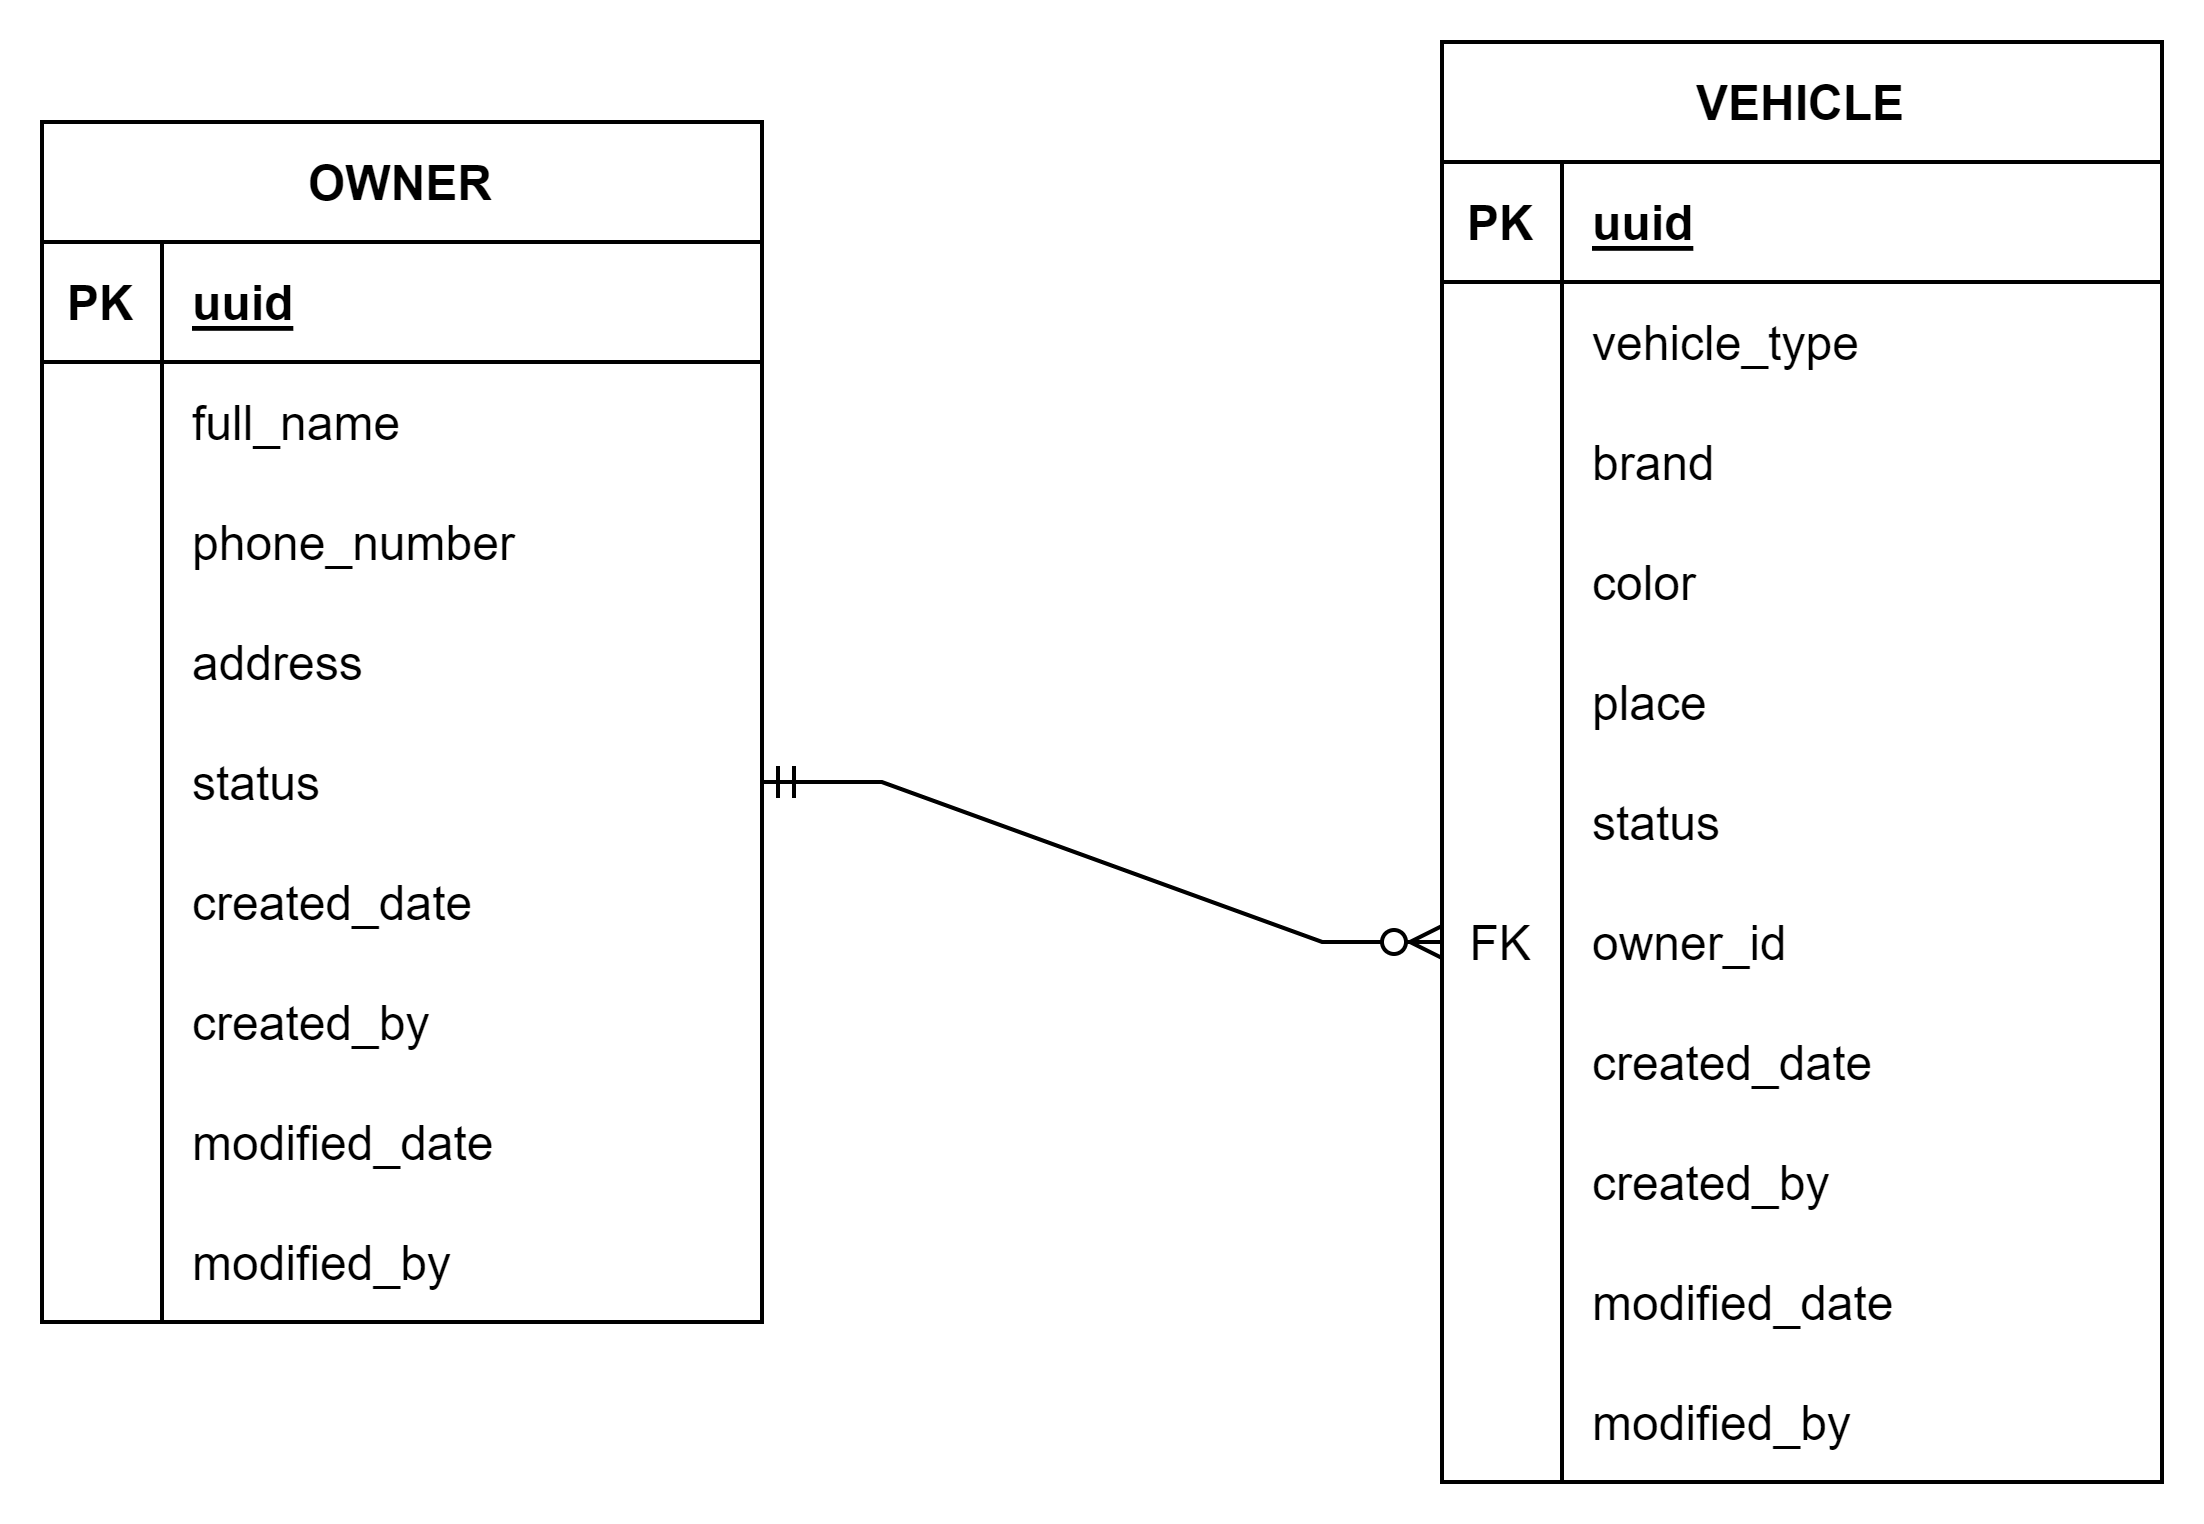 OWNER
PK uuid
full_name
phone_number
address
status
created_date
created_by
modified_date
modified_by
VEHICLE
PK uuid
vehicle_type
brand
color
place
status
FK owner_id
created_date
created_by
modified_date
modified_by